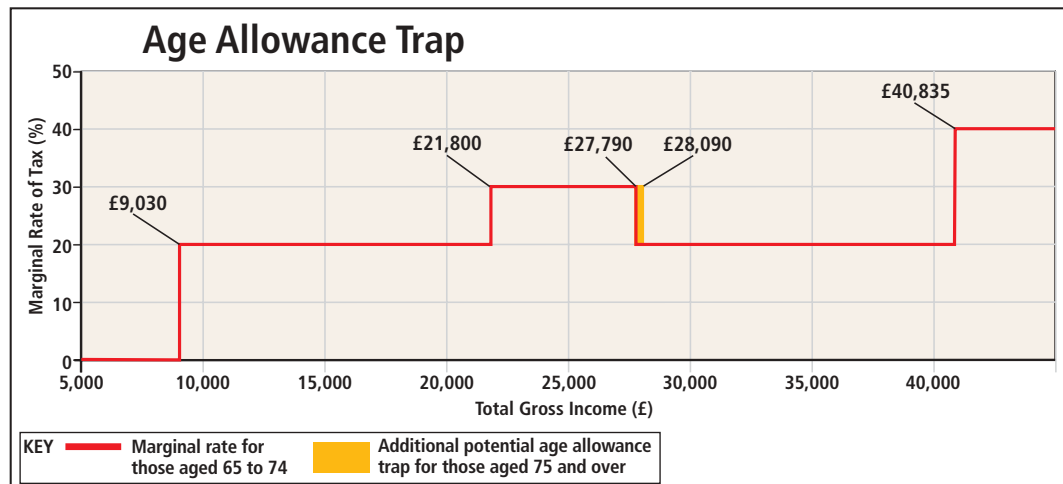 Age Allowance Trap
Marginal Rate of Tax (%)
50
40
30
20
10
0
£9,030
£21,800
£27,790
£28,090
£40,835
5,000
10,000
15,000
20,000
25,000
30,000
35,000
40,000
Total Gross Income (£)
KEY
Marginal rate for
those aged 65 to 74
Additional potential age allowance
trap for those aged 75 and over